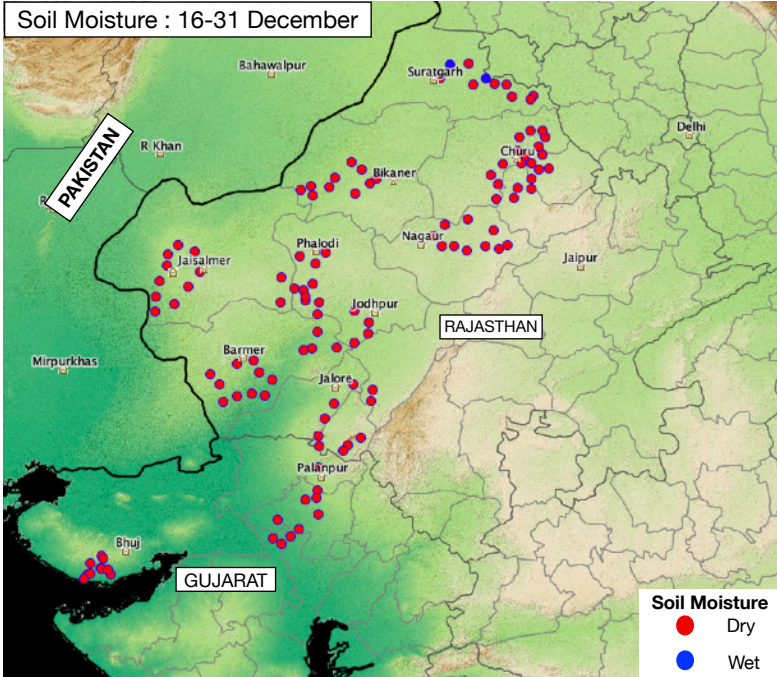 Soil Moisture : 16-31 December
Bahawalpur
Suratgarh
Delhi
R Khan
PAKISTAN
R
Churu
Bikaner
Nagaur
Phalodi
Jaisalmer
Jaipur
Jodhpur
RAJASTHAN
Barmer
Mirpurkhas
Jalore
Palanpur
Bhuj
GUJARAT
Soil Moisture
Dry
Wet